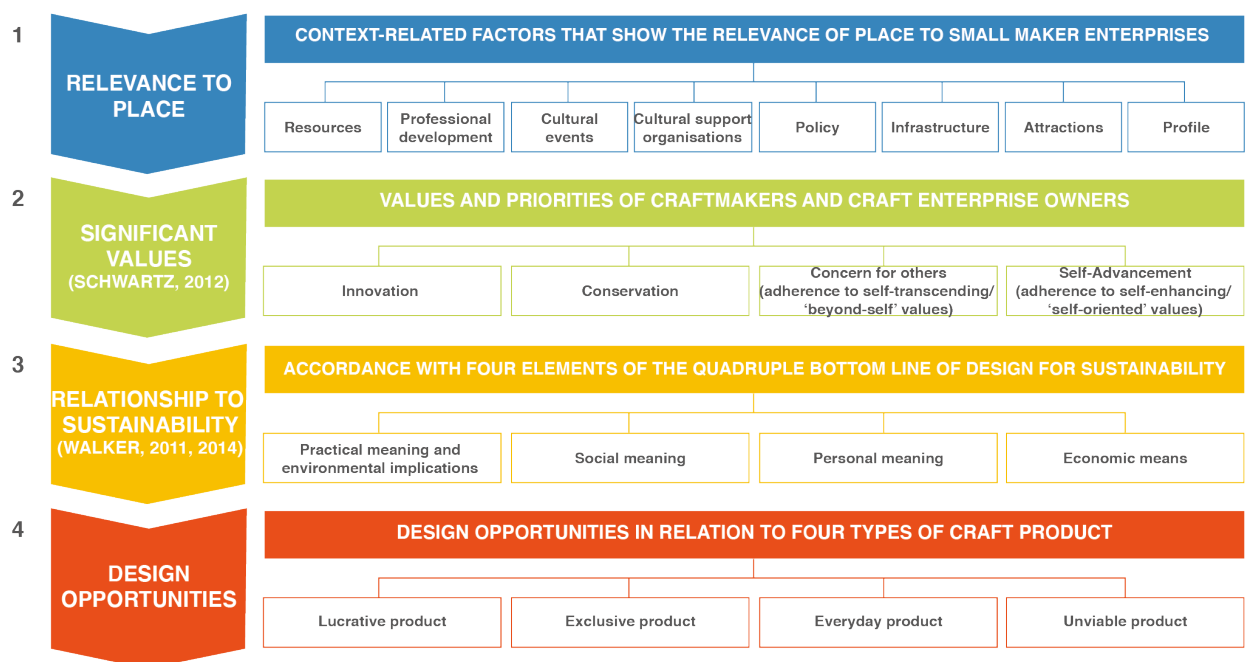 1
RELEVANCE TO
PLACE
CONTEXT-RELATED FACTORS THAT SHOW THE RELEVANCE OF PLACE TO SMALL MAKER ENTERPRISES
Resources
Professional
development
Cultural
events
Cultural support
organisations
Policy
Infrastructure
Attractions
Profile
2
SIGNIFICANT
VALUES
(SCHWARTZ, 2012)
VALUES AND PRIORITIES OF CRAFTMAKERS AND CRAFT ENTERPRISE OWNERS
Innovation
Conservation
Concern for others
(adherence to self-transcending/
‘beyond-self’ values)
Self-Advancement
(adherence to self-enhancing/
‘self-oriented’ values)
3
RELATIONSHIP TO
SUSTAINABILITY
(WALKER, 2011, 2014)
ACCORDANCE WITH FOUR ELEMENTS OF THE QUADRUPLE BOTTOM LINE OF DESIGN FOR SUSTAINABILITY
Practical meaning and
environmental implications
Social meaning
Personal meaning
Economic means
4
DESIGN
OPPORTUNITIES
DESIGN OPPORTUNITIES IN RELATION TO FOUR TYPES OF CRAFT PRODUCT
Lucrative product
Exclusive product
Everyday product
Unviable product